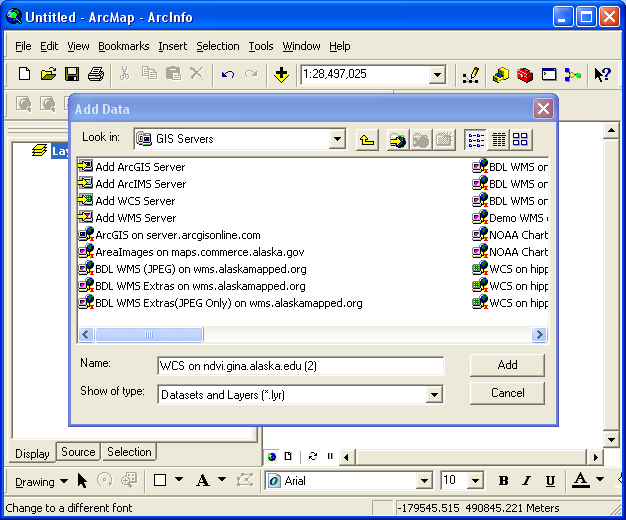 Untitled - ArcMap - ArcInfo
File Edit View Bookmarks Insert Selection Tools Window Help
1:28,497,025
Add Data
Look in: GIS Servers
Add ArcGIS Server
Add ArcIMS Server
Add WCS Server
Add WMS Server
ArcGIS on server.arcgisonline.com
AreaImages on maps.commerce.alaska.gov
BDL WMS (JPEG) on wms.alaskamapped.org
BDL WMS Extras on wms.alaskamapped.org
BDL WMS Extras(JPEG Only) on wms.alaskamapped.org
BDL WMS on
BDL WMS on
BDL WMS on
Demo WMS
NOAA Chart
NOAA Chart
WCS on hipp
WCS on hipp
WCS on hipp
Name: WCS on ndvi.gina.alaska.edu (2) Add
Show of type: Datasets and Layers (*.lyr) Cancel
Display Source Selection
Drawing A Arial 10 B I U A
Change to a different font -179545.515 490845.221 Meters